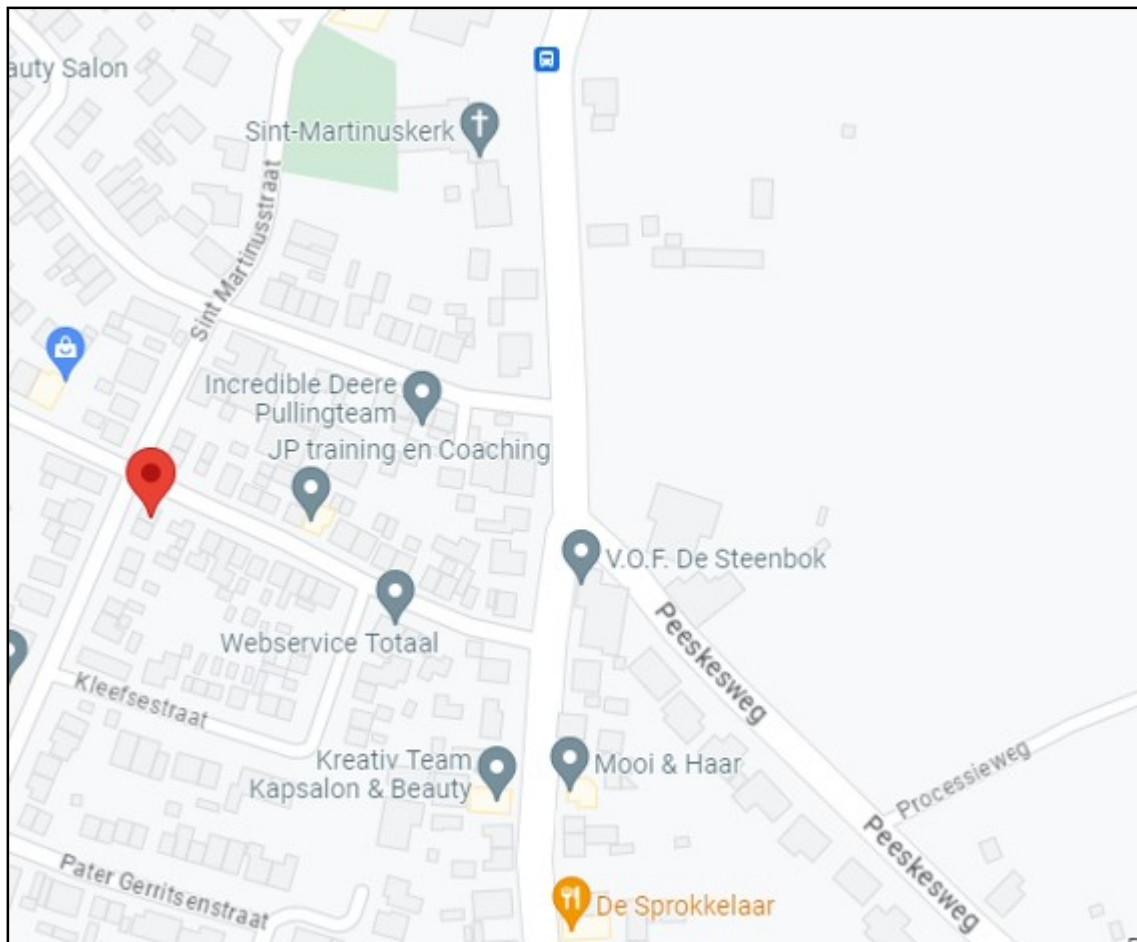 auty Salon
Sint-Martinuskerk
Sint Martinusstraat
Incredible Deere
Pullingteam
JP training en Coaching
V.O.F. De Steenbok
Webservice Totaal
Peeskesweg
Kleefsestraat
Kreativ Team
Kapsalon & Beauty
Mooi & Haar
Processieweg
Peeskesweg
Pater Gerritsenstraat
De Sprokkelaar